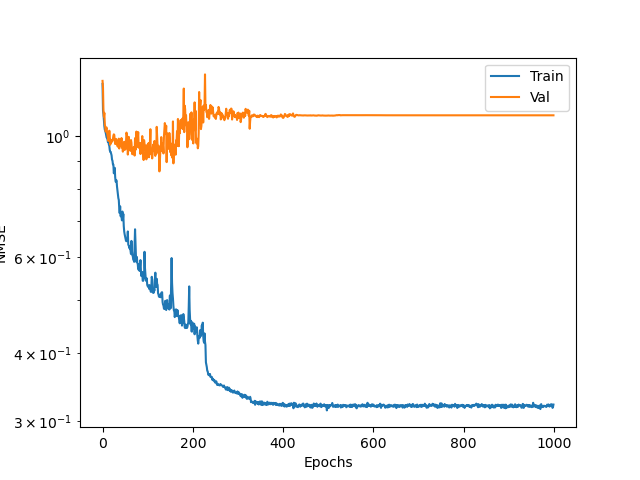 Train
Val
10⁰
6 × 10⁻¹
4 × 10⁻¹
3 × 10⁻¹
NMSE
0 200 400 600 800 1000
Epochs